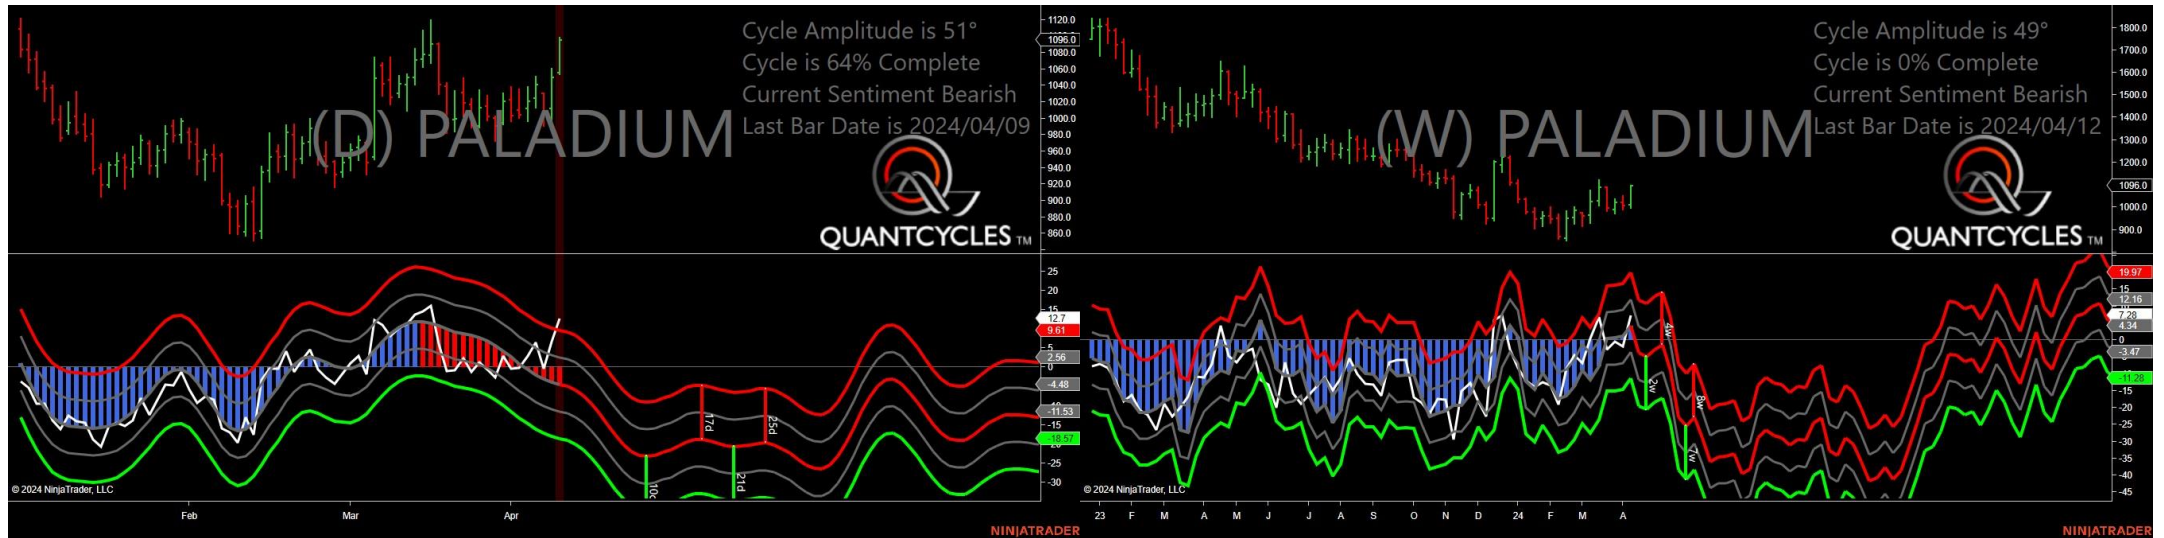 Cycle Amplitude is 51°
Cycle is 64% Complete
Current Sentiment Bearish
Last Bar Date is 2024/04/09
(D) PALADIUM
QUANTCYCLES TM
1120.0
1096.0
1080.0
1060.0
1040.0
1020.0
1000.0
980.0
960.0
940.0
920.0
900.0
880.0
860.0
25
20
15
12.7
9.61
5
2.56
0
-4.48
-11.53
-15
-18.57
-20
-25
-30
17d
25d
10d
21d
© 2024 NinjaTrader, LLC
Feb
Mar
Apr
NINJATRADER
Cycle Amplitude is 49°
Cycle is 0% Complete
Current Sentiment Bearish
Last Bar Date is 2024/04/12
(W) PALADIUM
QUANTCYCLES TM
1800.0
1700.0
1600.0
1500.0
1400.0
1300.0
1200.0
1096.0
1000.0
900.0
19.97
15
12.16
7.28
4.34
0
-3.47
-11.28
-15
-20
-25
-30
-35
-40
-45
4w
2w
8w
7w
© 2024 NinjaTrader, LLC
23
F
M
A
M
J
J
A
S
O
N
D
24
F
M
A
NINJATRADER